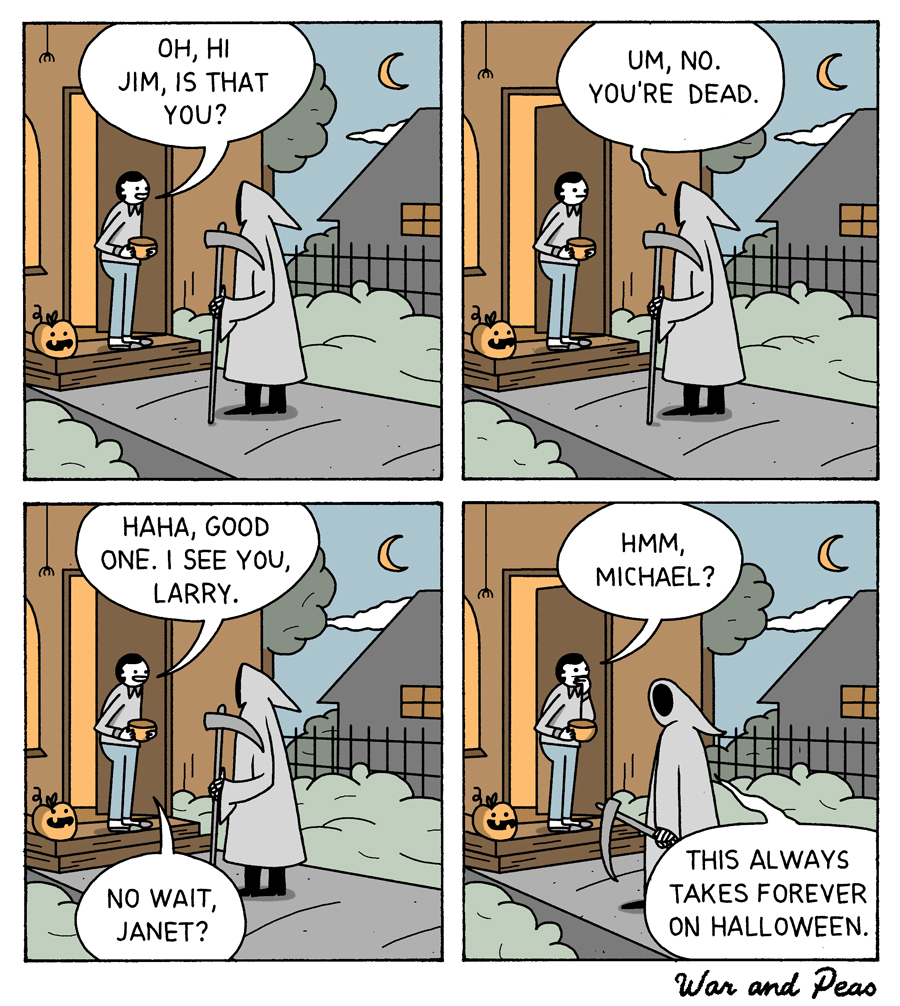 OH, HI
JIM, IS THAT
YOU?
UM, NO.
YOU'RE DEAD.
HAHA, GOOD
ONE. I SEE YOU,
LARRY.
NO WAIT,
JANET?
HMM,
MICHAEL?
THIS ALWAYS
TAKES FOREVER
ON HALLOWEEN.
War and Peas